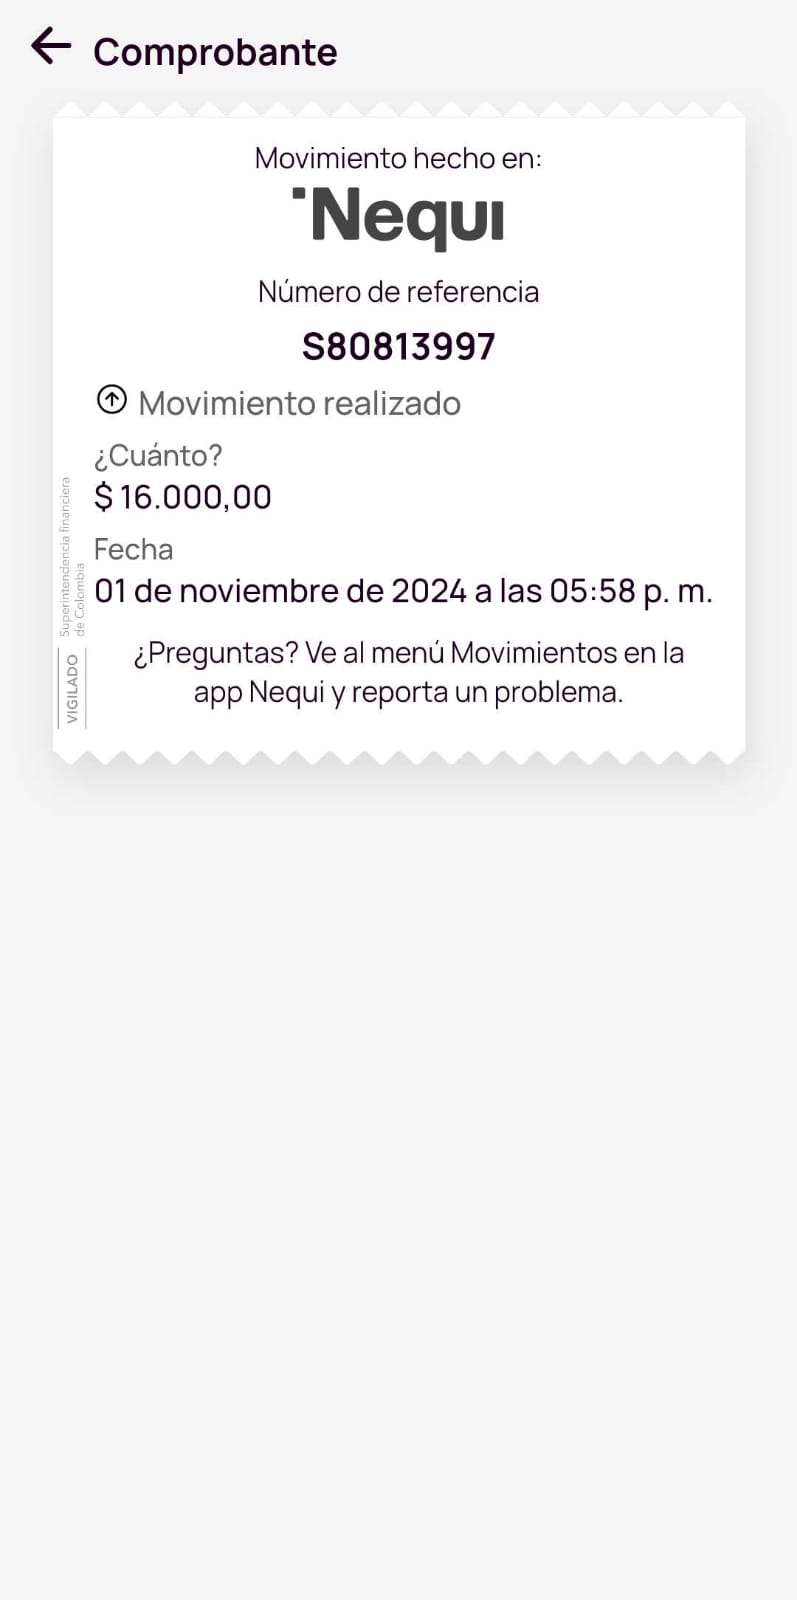 Comprobante
Movimiento hecho en:
Nequi
Número de referencia
S80813997
Movimiento realizado
¿Cuánto?
$ 16.000,00
Fecha
01 de noviembre de 2024 a las 05:58 p. m.
¿Preguntas? Ve al menú Movimientos en la
app Nequi y reporta un problema.
VIGILADO
Superintendencia financiera
de Colombia